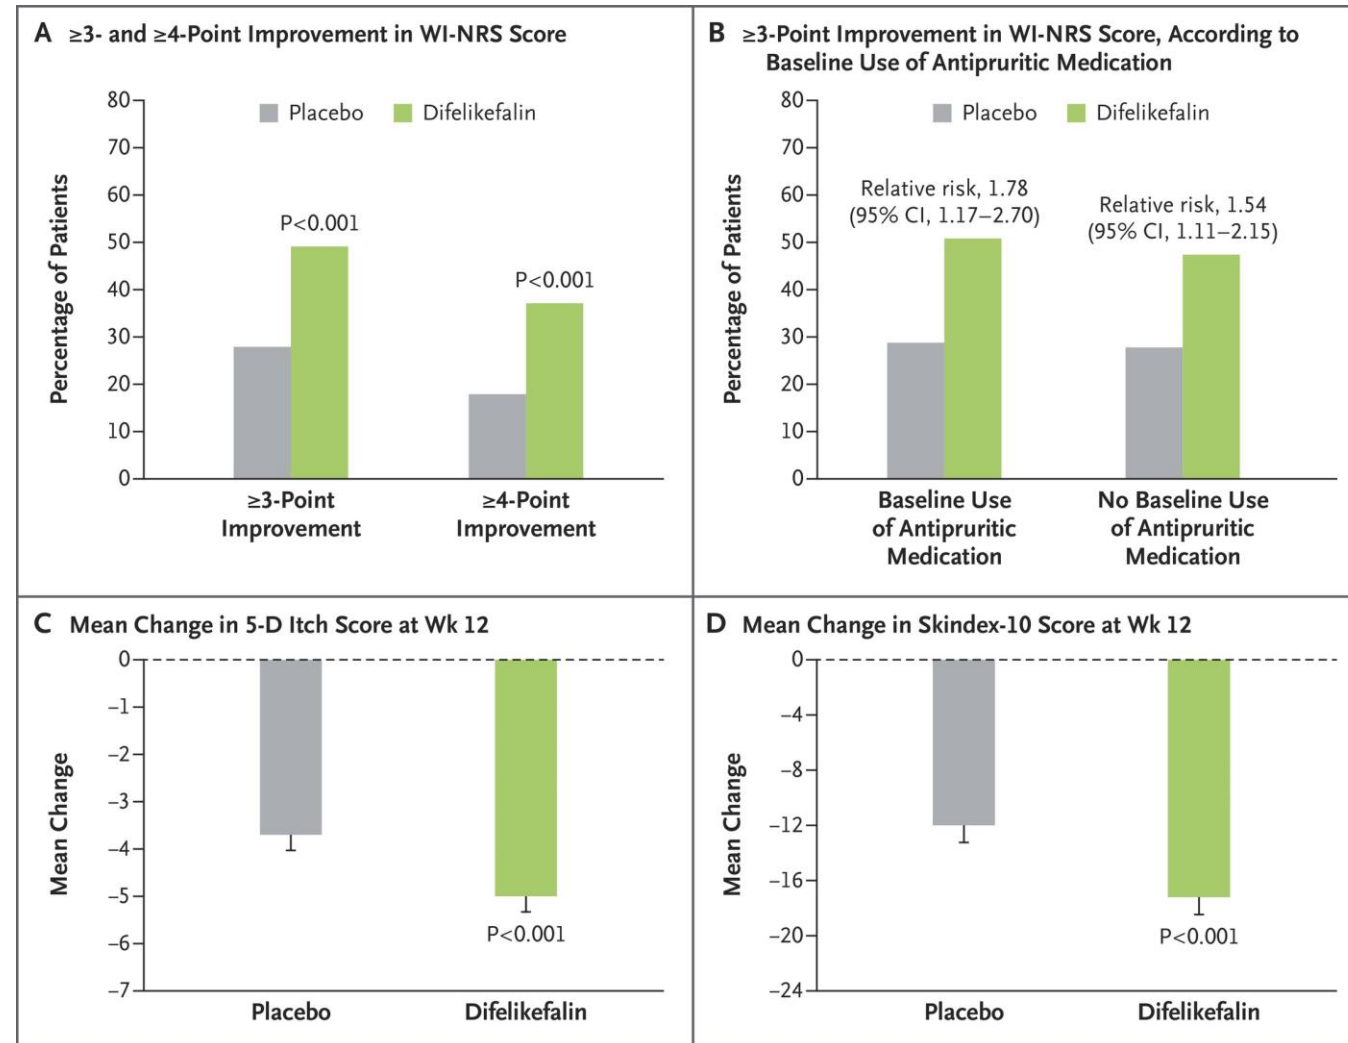 A ≥3- and ≥4-Point Improvement in WI-NRS Score
Placebo
Difelikefalin
Percentage of Patients
80
70
60
50
40
30
20
10
0
P<0.001
P<0.001
≥3-Point
Improvement
≥4-Point
Improvement
B ≥3-Point Improvement in WI-NRS Score, According to
Baseline Use of Antipruritic Medication
Placebo
Difelikefalin
Percentage of Patients
80
70
60
50
40
30
20
10
0
Relative risk, 1.78
(95% CI, 1.17–2.70)
Relative risk, 1.54
(95% CI, 1.11–2.15)
Baseline Use
of Antipruritic
Medication
No Baseline Use
of Antipruritic
Medication
C Mean Change in 5-D Itch Score at Wk 12
Mean Change
0
–1
–2
–3
–4
–5
–6
–7
P<0.001
Placebo
Difelikefalin
D Mean Change in Skindex-10 Score at Wk 12
Mean Change
0
–4
–8
–12
–16
–20
–24
P<0.001
Placebo
Difelikefalin